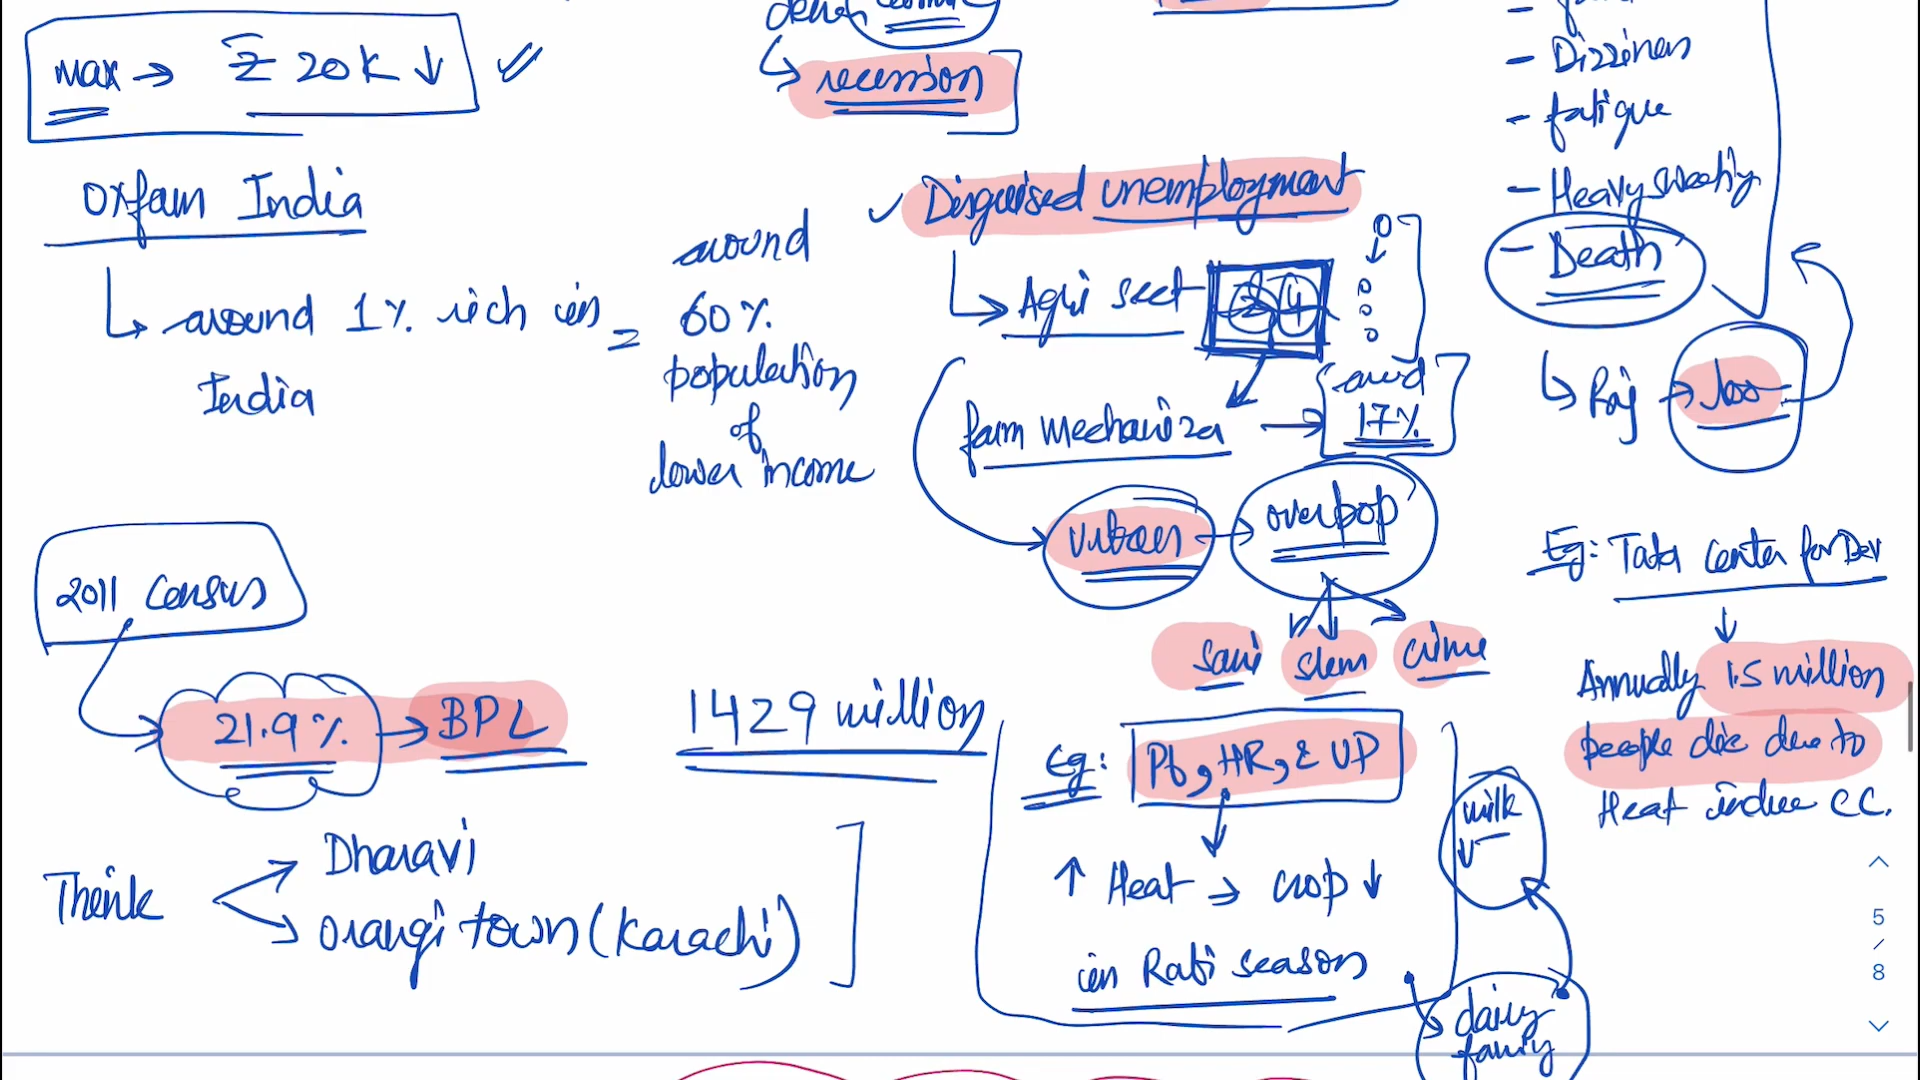 max → ₹ 20K ↓
Oxfam India
↳ around 1% rich in
India
=
around
60%
population
of
lower income
2011 Census
21.9% → BPL
1429 million
Think
Dharavi
Orangi town (Karachi)
↳ recession
Disguised unemployment
↳ Agri sect
farm mechaniza →
17%
urban → overpop
sani slum crime
Eg: Pb, HR, & UP
↑ Heat → crop ↓
in Rabi season
milk
dairy
- Dizziness
- fatigue
- Heavy sweating
- Death
↳ Raj →
Eg: Tata Center for Dev
↓
Annually 1.5 million
people die due to
Heat induce CC.
5
/
8